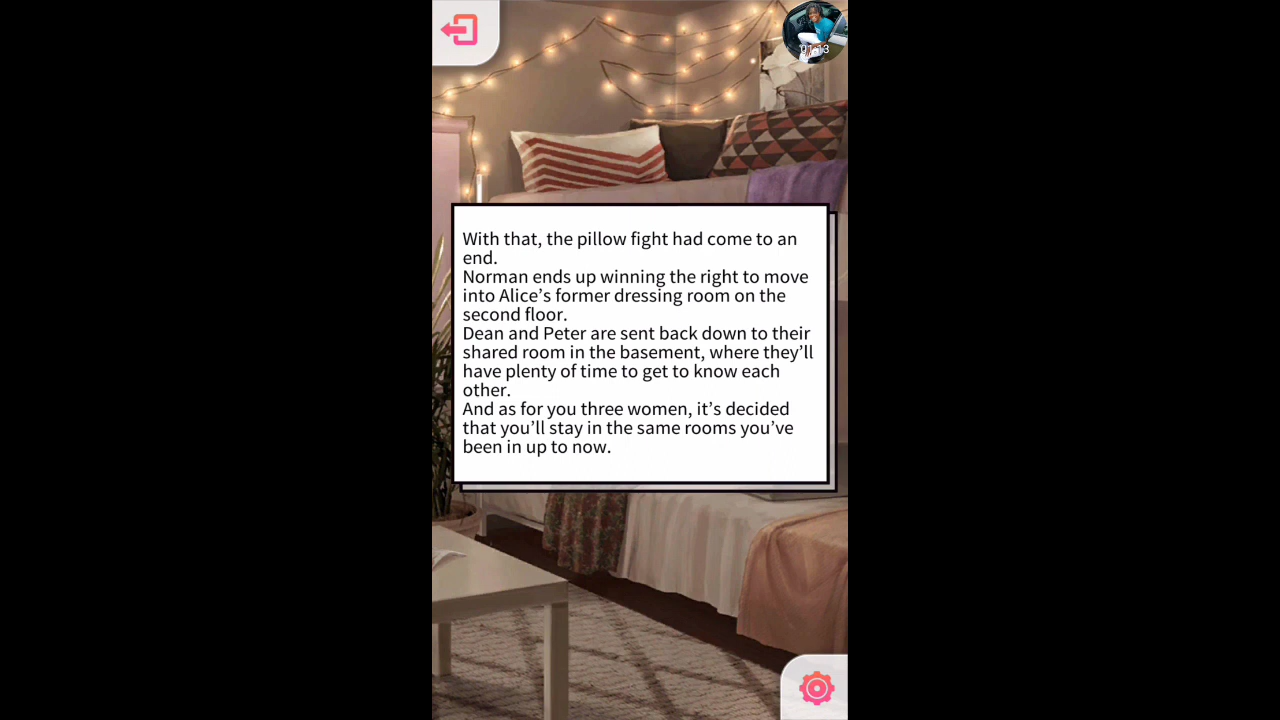 01:13
With that, the pillow fight had come to an
end.
Norman ends up winning the right to move
into Alice’s former dressing room on the
second floor.
Dean and Peter are sent back down to their
shared room in the basement, where they’ll
have plenty of time to get to know each
other.
And as for you three women, it’s decided
that you’ll stay in the same rooms you’ve
been in up to now.